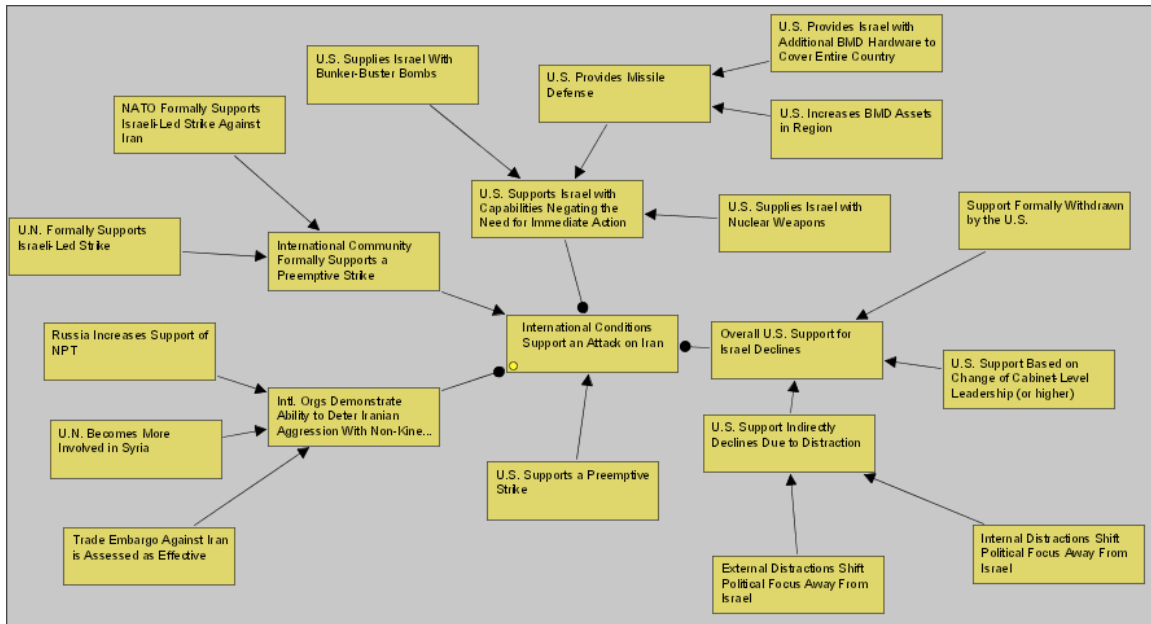 U.S. Provides Israel with
Additional BMD Hardware to
Cover Entire Country
U.S. Supplies Israel With
Bunker-Buster Bombs
U.S. Provides Missile
Defense
NATO Formally Supports
Israeli-Led Strike Against
Iran
U.S. Increases BMD Assets
in Region
U.S. Supports Israel with
Capabilities Negating the
Need for Immediate Action
U.S. Supplies Israel with
Nuclear Weapons
Support Formally Withdrawn
by the U.S.
U.N. Formally Supports
Israeli-Led Strike
International Community
Formally Supports a
Preemptive Strike
International Conditions
Support an Attack on Iran
Overall U.S. Support for
Israel Declines
Russia Increases Support of
NPT
U.S. Support Based on
Change of Cabinet-Level
Leadership (or higher)
Intl. Orgs Demonstrate
Ability to Deter Iranian
Aggression With Non-Kine...
U.N. Becomes More
Involved in Syria
U.S. Support Indirectly
Declines Due to Distraction
U.S. Supports a Preemptive
Strike
Trade Embargo Against Iran
is Assessed as Effective
External Distractions Shift
Political Focus Away From
Israel
Internal Distractions Shift
Political Focus Away From
Israel